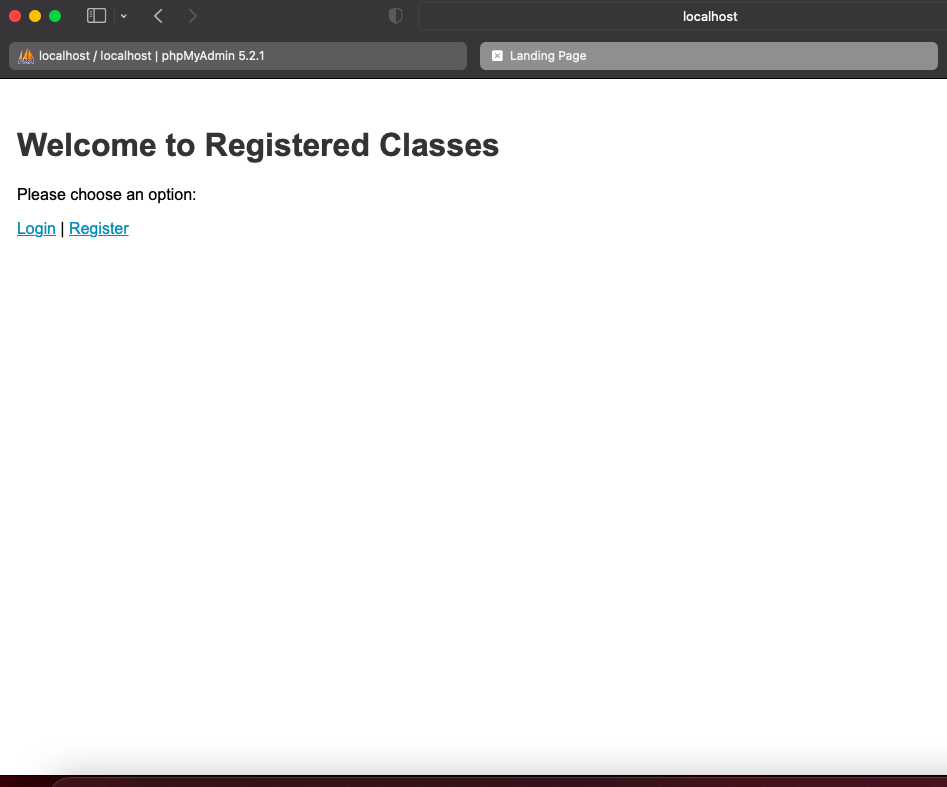 localhost
localhost / localhost | phpMyAdmin 5.2.1
Landing Page
Welcome to Registered Classes
Please choose an option:
Login | Register